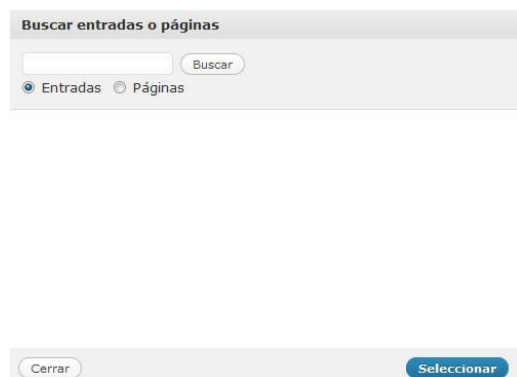 Buscar entradas o páginas
Buscar
Entradas Páginas
Cerrar Seleccionar